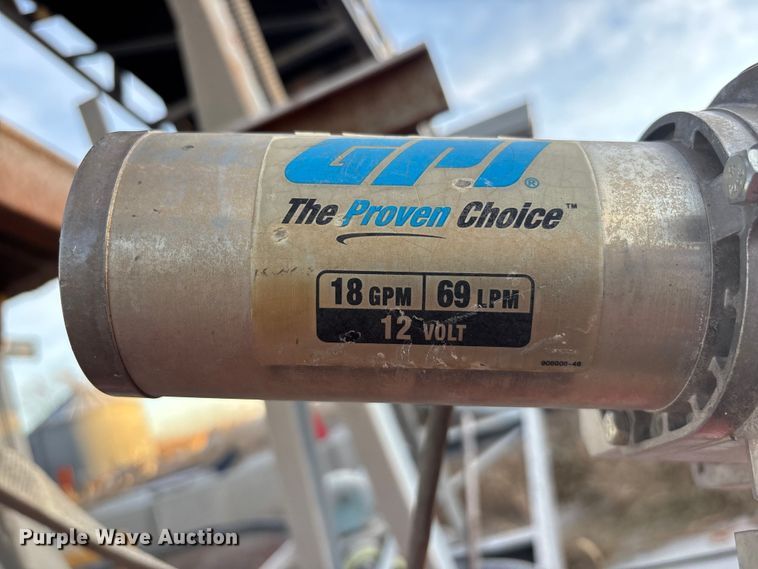 GPI®
The Proven Choice™
18 GPM 69 LPM
12 VOLT
Purple Wave Auction